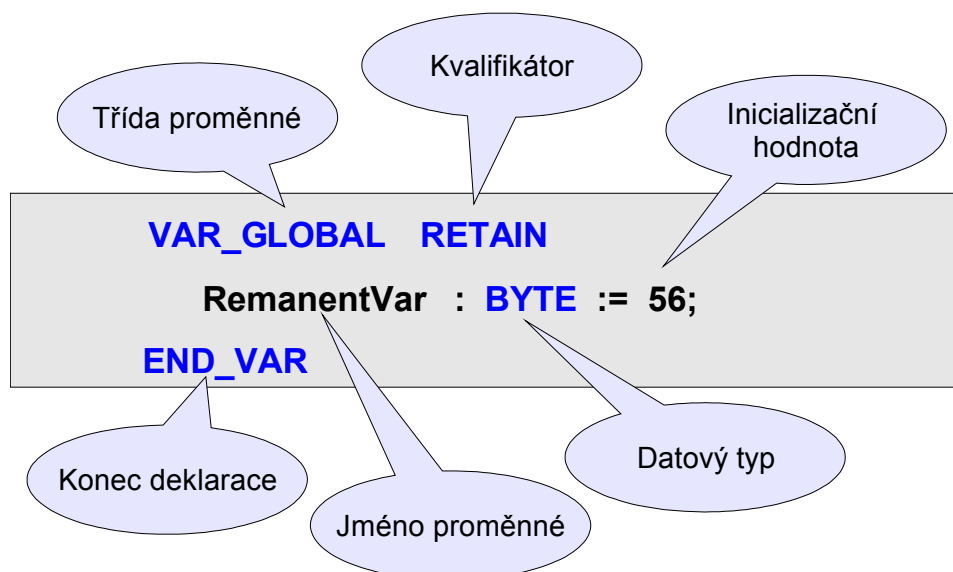 Kvalifikátor
Třída proměnné
Inicializační
hodnota
VAR_GLOBAL RETAIN
RemanentVar : BYTE := 56;
END_VAR
Datový typ
Konec deklarace
Jméno proměnné